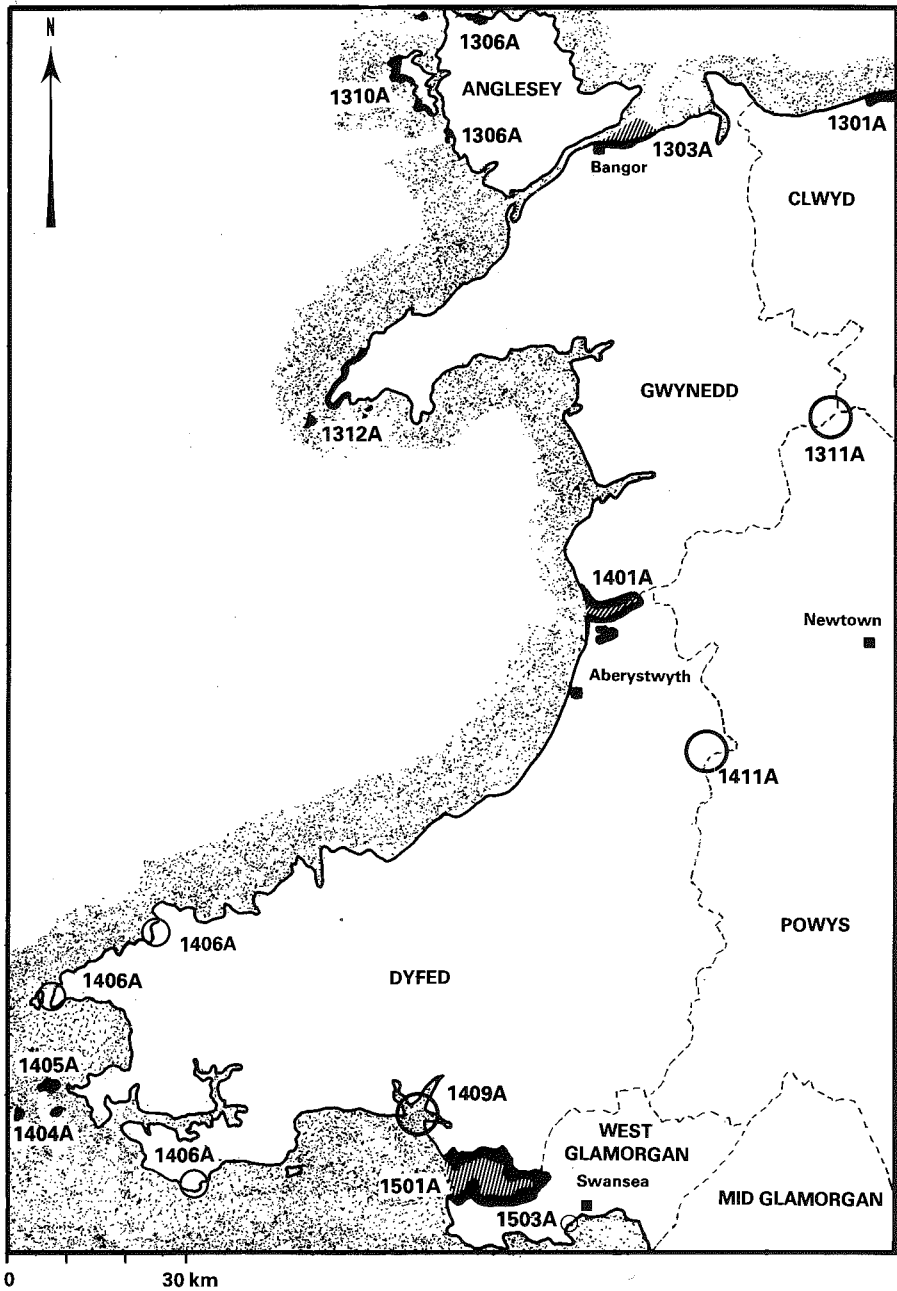 N
1306A
ANGLESEY
1310A
1306A
1301A
1303A
Bangor
CLWYD
GWYNEDD
1312A
1311A
1401A
Newtown
Aberystwyth
1411A
1406A
POWYS
1406A
DYFED
1405A
1409A
1404A
WEST
GLAMORGAN
1406A
Swansea
1501A
MID GLAMORGAN
1503A
0
30 km